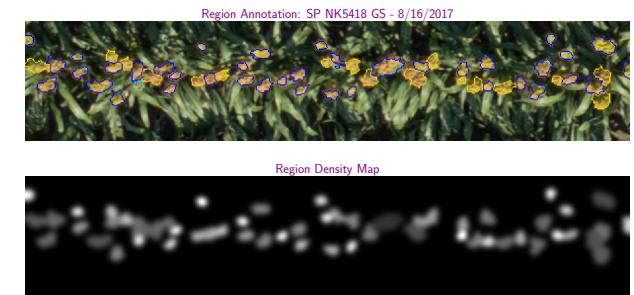 Region Annotation: SP NK5418 GS - 8/16/2017
Region Density Map